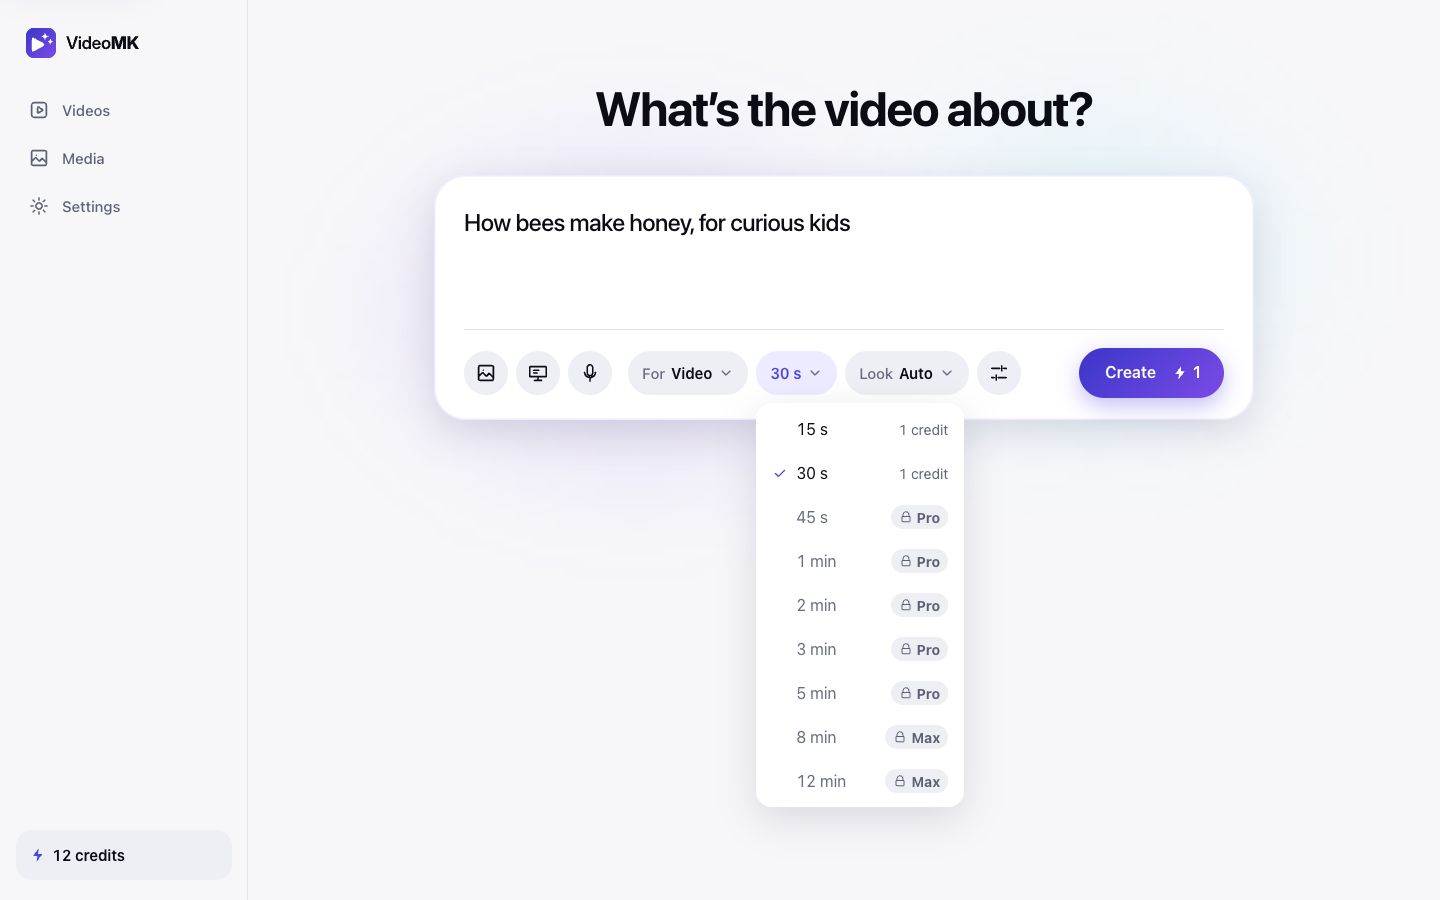 VideoMK
Videos
Media
Settings
What's the video about?
How bees make honey, for curious kids
For Video
30 s
Look Auto
Create 1
15 s 1 credit
30 s 1 credit
45 s Pro
1 min Pro
2 min Pro
3 min Pro
5 min Pro
8 min Max
12 min Max
12 credits